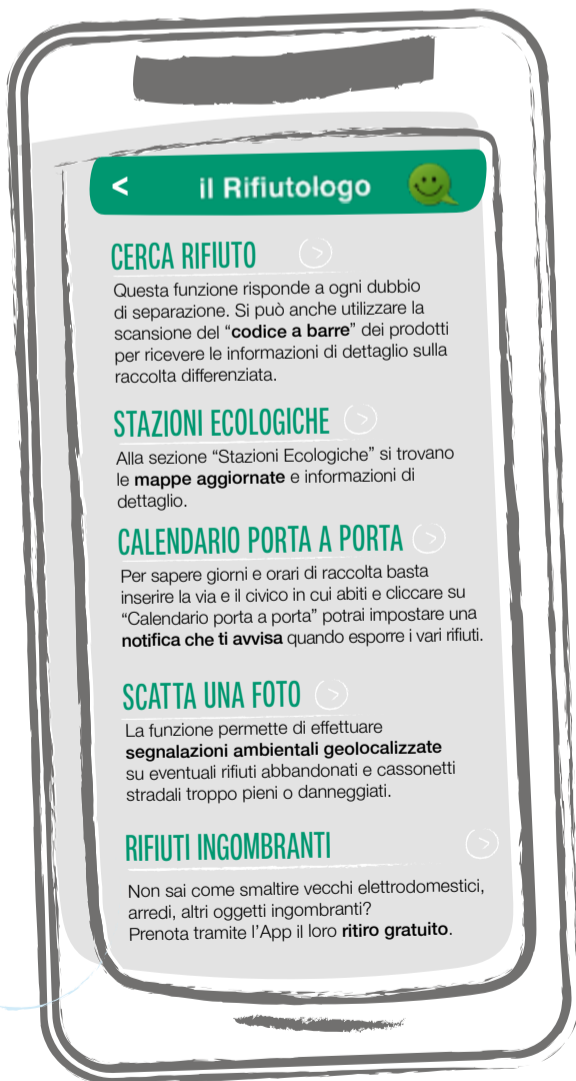 < il Rifiutologo
CERCA RIFIUTO >
Questa funzione risponde a ogni dubbio
di separazione. Si può anche utilizzare la
scansione del “codice a barre” dei prodotti
per ricevere le informazioni di dettaglio sulla
raccolta differenziata.
STAZIONI ECOLOGICHE >
Alla sezione “Stazioni Ecologiche” si trovano
le mappe aggiornate e informazioni di
dettaglio.
CALENDARIO PORTA A PORTA >
Per sapere giorni e orari di raccolta basta
inserire la via e il civico in cui abiti e cliccare su
“Calendario porta a porta” potrai impostare una
notifica che ti avvisa quando esporre i vari rifiuti.
SCATTA UNA FOTO >
La funzione permette di effettuare
segnalazioni ambientali geolocalizzate
su eventuali rifiuti abbandonati e cassonetti
stradali troppo pieni o danneggiati.
RIFIUTI INGOMBRANTI >
Non sai come smaltire vecchi elettrodomestici,
arredi, altri oggetti ingombranti?
Prenota tramite l’App il loro ritiro gratuito.